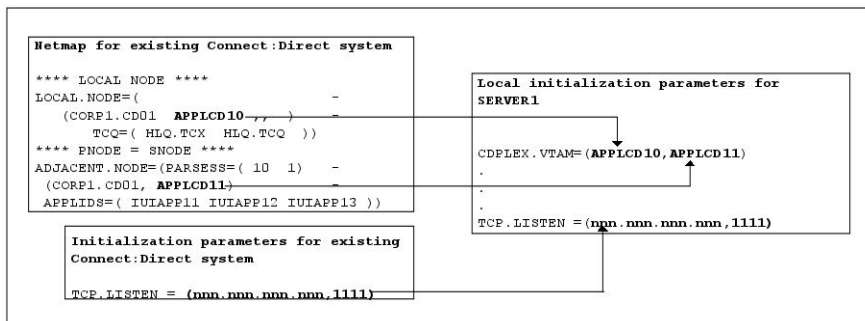 Netmap for existing Connect:Direct system
**** LOCAL NODE ****
LOCAL.NODE=( -
(CORP1.CD01 APPLCD10 ,, ) -
TCQ=( HLQ.TCX HLQ.TCQ ))
**** PNODE = SNODE ****
ADJACENT.NODE=(PARSESS=( 10 1) -
(CORP1.CD01, APPLCD11) -
APPLIDS=( IUIAPP11 IUIAPP12 IUIAPP13 ))
Initialization parameters for existing
Connect:Direct system
TCP.LISTEN = (nnn.nnn.nnn.nnn,1111)
Local initialization parameters for
SERVER1
CDPLEX.VTAM=(APPLCD10,APPLCD11)
.
.
.
TCP.LISTEN =(nnn.nnn.nnn.nnn,1111)